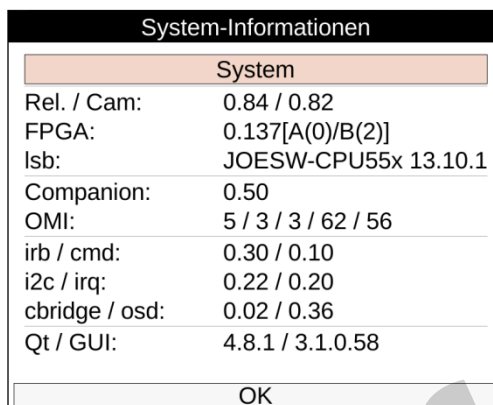 System-Informationen
System
Rel. / Cam: 0.84 / 0.82
FPGA: 0.137[A(0)/B(2)]
lsb: JOESW-CPU55x 13.10.1
Companion: 0.50
OMI: 5 / 3 / 3 / 62 / 56
irb / cmd: 0.30 / 0.10
i2c / irq: 0.22 / 0.20
cbridge / osd: 0.02 / 0.36
Qt / GUI: 4.8.1 / 3.1.0.58
OK